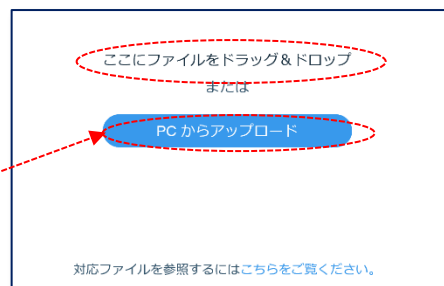 ここにファイルをドラッグ＆ドロップ
または
PC からアップロード
対応ファイルを参照するにはこちらをご覧ください。